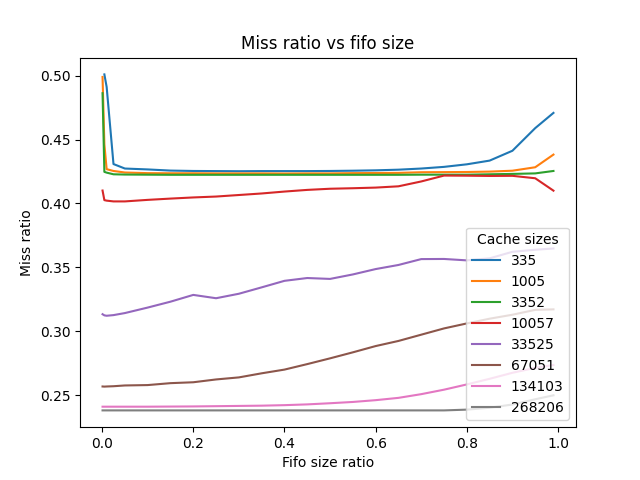 Miss ratio vs fifo size
Miss ratio
0.50
0.45
0.40
0.35
0.30
0.25
Cache sizes
335
1005
3352
10057
33525
67051
134103
268206
0.0 0.2 0.4 0.6 0.8 1.0
Fifo size ratio